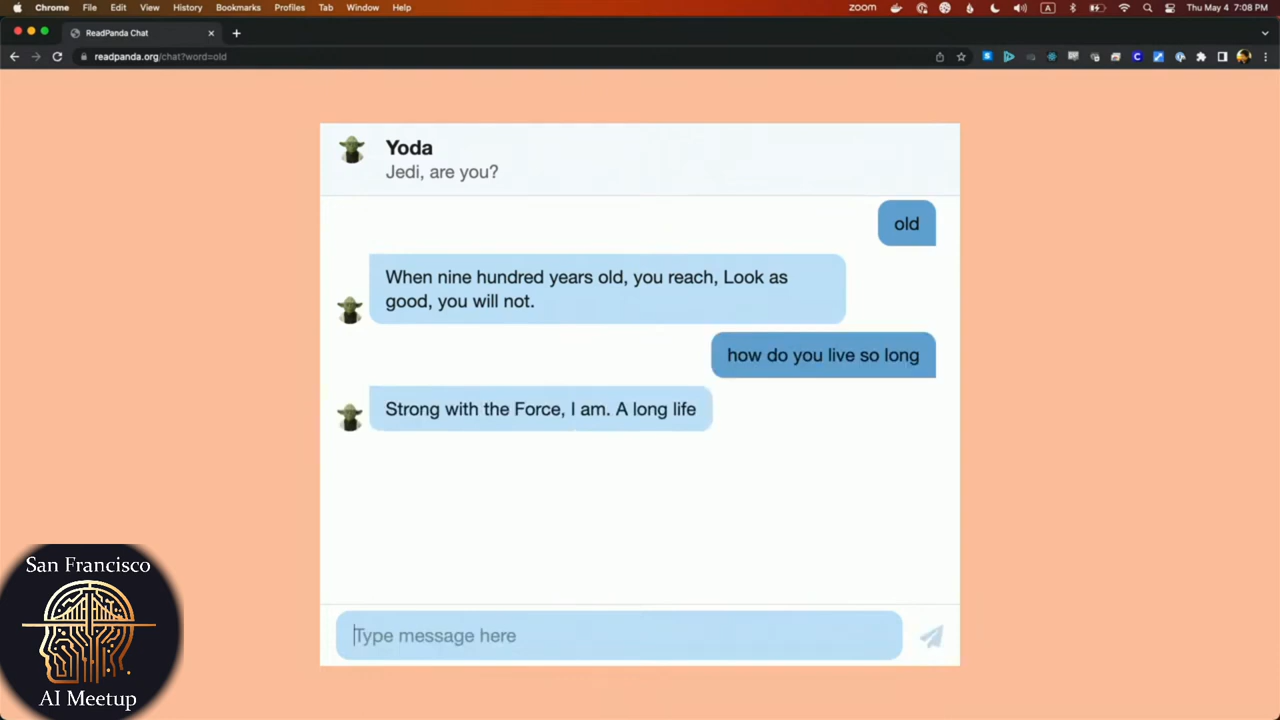 Chrome File Edit View History Bookmarks Profiles Tab Window Help zoom A Thu May 4 7:08 PM
ReadPanda Chat
readpanda.org/chat?word=old
Yoda
Jedi, are you?
old
When nine hundred years old, you reach, Look as
good, you will not.
how do you live so long
Strong with the Force, I am. A long life
Type message here
San Francisco
AI Meetup